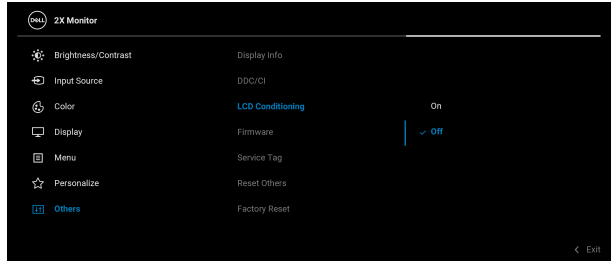 DELL 2X Monitor
Brightness/Contrast Display Info
Input Source DDC/CI
Color LCD Conditioning On
Display Firmware Off
Menu Service Tag
Personalize Reset Others
Others Factory Reset
Exit